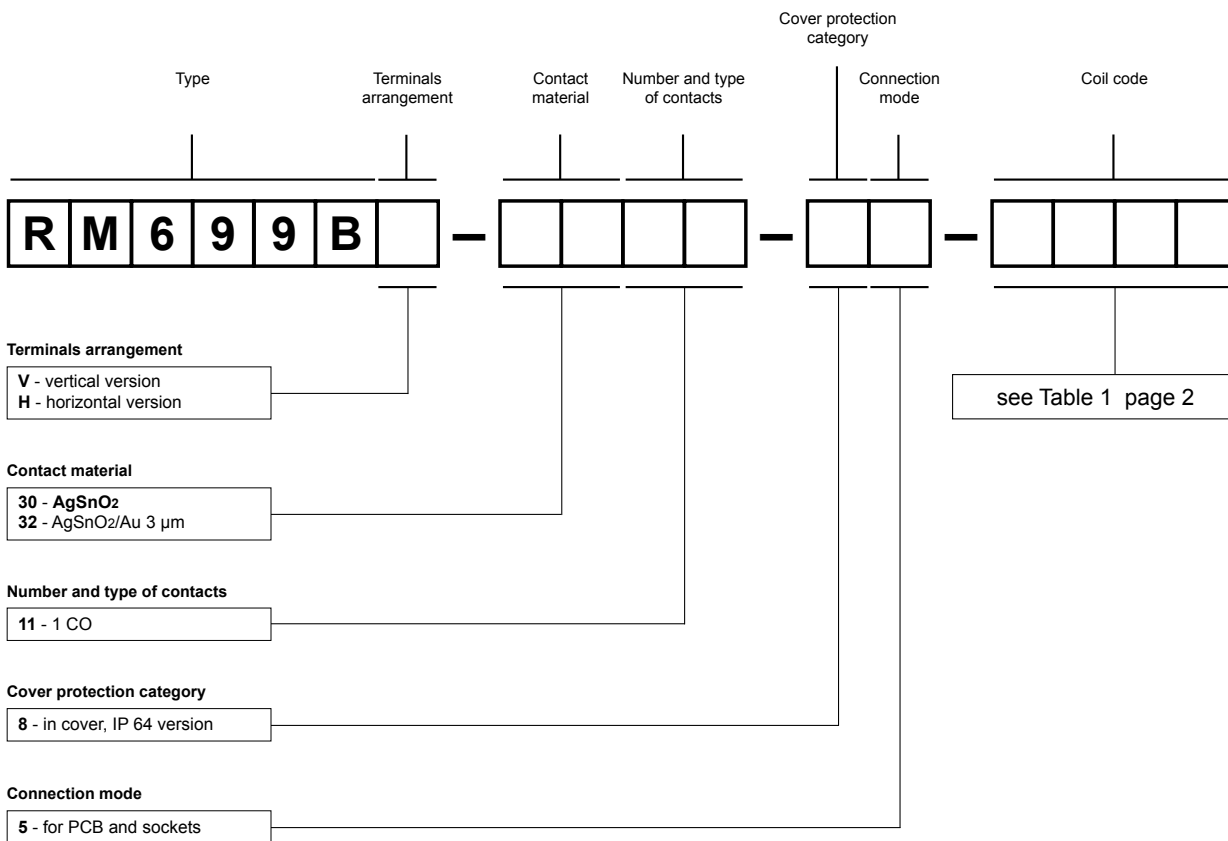 Cover protection
category
Type
Terminals
arrangement
Contact
material
Number and type
of contacts
Connection
mode
Coil code
RM699B - - -
Terminals arrangement
V - vertical version
H - horizontal version
see Table 1 page 2
Contact material
30 - AgSnO2
32 - AgSnO2/Au 3 µm
Number and type of contacts
11 - 1 CO
Cover protection category
8 - in cover, IP 64 version
Connection mode
5 - for PCB and sockets